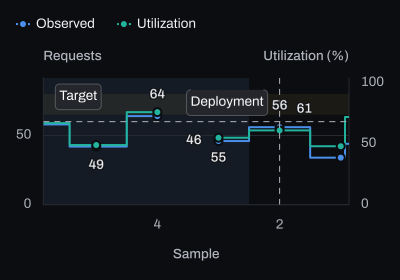 Observed Utilization
Requests Utilization (%)
Target 64 Deployment 56 61 100
50 49 46 55 50
0 0
4 2
Sample